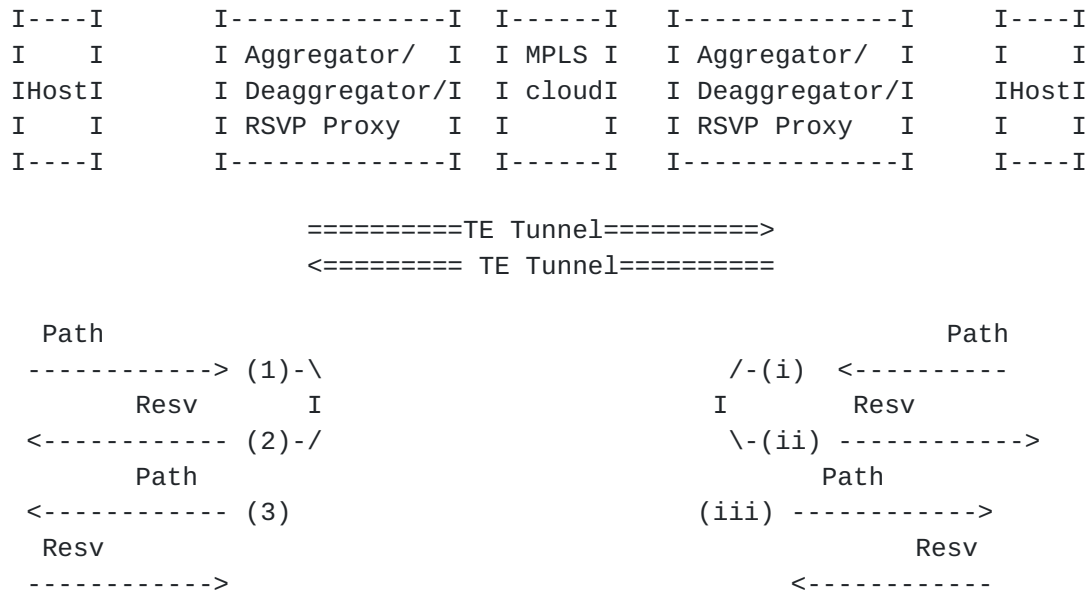 I----I       I--------------I  I------I   I--------------I     I----I
I    I       I Aggregator/  I  I MPLS I   I Aggregator/  I     I    I
IHostI       I Deaggregator/I  I cloudI   I Deaggregator/I     IHostI
I    I       I RSVP Proxy   I  I      I   I RSVP Proxy   I     I    I
I----I       I--------------I  I------I   I--------------I     I----I

                   ==========TE Tunnel==========>
                   <========= TE Tunnel==========

  Path                                                      Path
 ------------> (1)-\                           /-(i)  <----------
       Resv        I                          I        Resv
 <------------ (2)-/                           \-(ii) ------------>
       Path                                         Path
 <------------ (3)                          (iii) ------------>
  Resv                                                    Resv
 ------------>                                    <------------